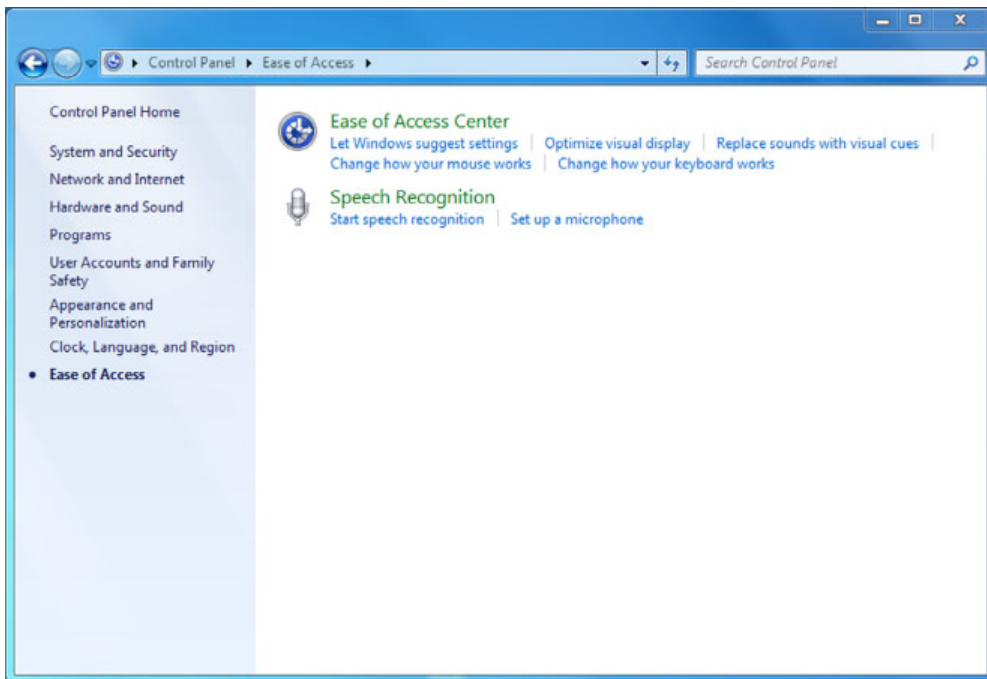 Control Panel Ease of Access
Search Control Panel
Control Panel Home
System and Security
Network and Internet
Hardware and Sound
Programs
User Accounts and Family
Safety
Appearance and
Personalization
Clock, Language, and Region
Ease of Access
Ease of Access Center
Let Windows suggest settings Optimize visual display Replace sounds with visual cues
Change how your mouse works Change how your keyboard works
Speech Recognition
Start speech recognition Set up a microphone